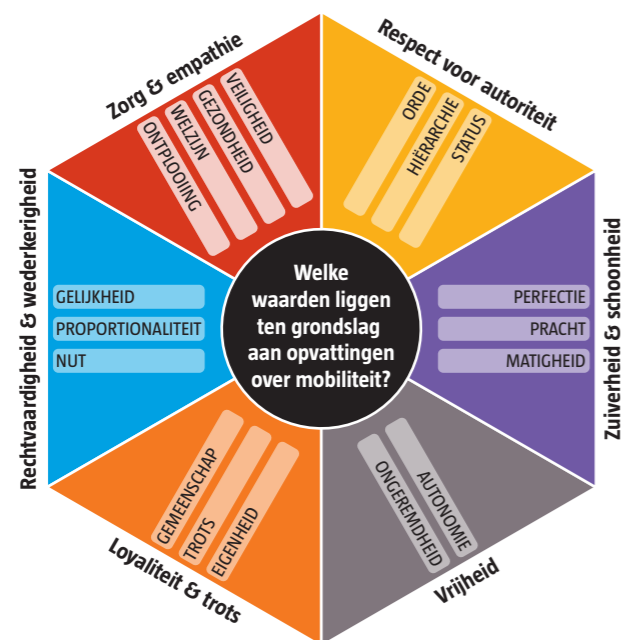 Zorg & empathie
VEILIGHEID
GEZONDHEID
WELZIJN
ONTPLOOIING
Respect voor autoriteit
ORDE
HIËRARCHIE
STATUS
Rechtvaardigheid & wederkerigheid
GELIJKHEID
PROPORTIONALITEIT
NUT
Welke
waarden liggen
ten grondslag
aan opvattingen
over mobiliteit?
Zuiverheid & schoonheid
PERFECTIE
PRACHT
MATIGHEID
Loyaliteit & trots
GEMEENSCHAP
TROTS
EIGENHEID
Vrijheid
AUTONOMIE
ONGEREMDHEID